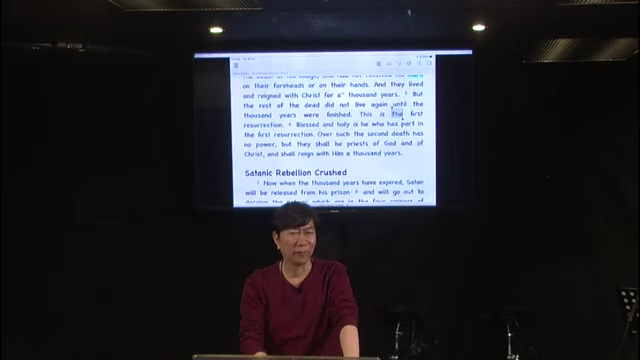 on their foreheads or on their hands. And they lived
and reigned with Christ for a thousand years. 5 But
the rest of the dead did not live again until the
thousand years were finished. This is the first
resurrection. 6 Blessed and holy is he who has part in
the first resurrection. Over such the second death has
no power, but they shall be priests of God and of
Christ, and shall reign with Him a thousand years.
Satanic Rebellion Crushed
7 Now when the thousand years have expired, Satan
will be released from his prison 8 and will go out to